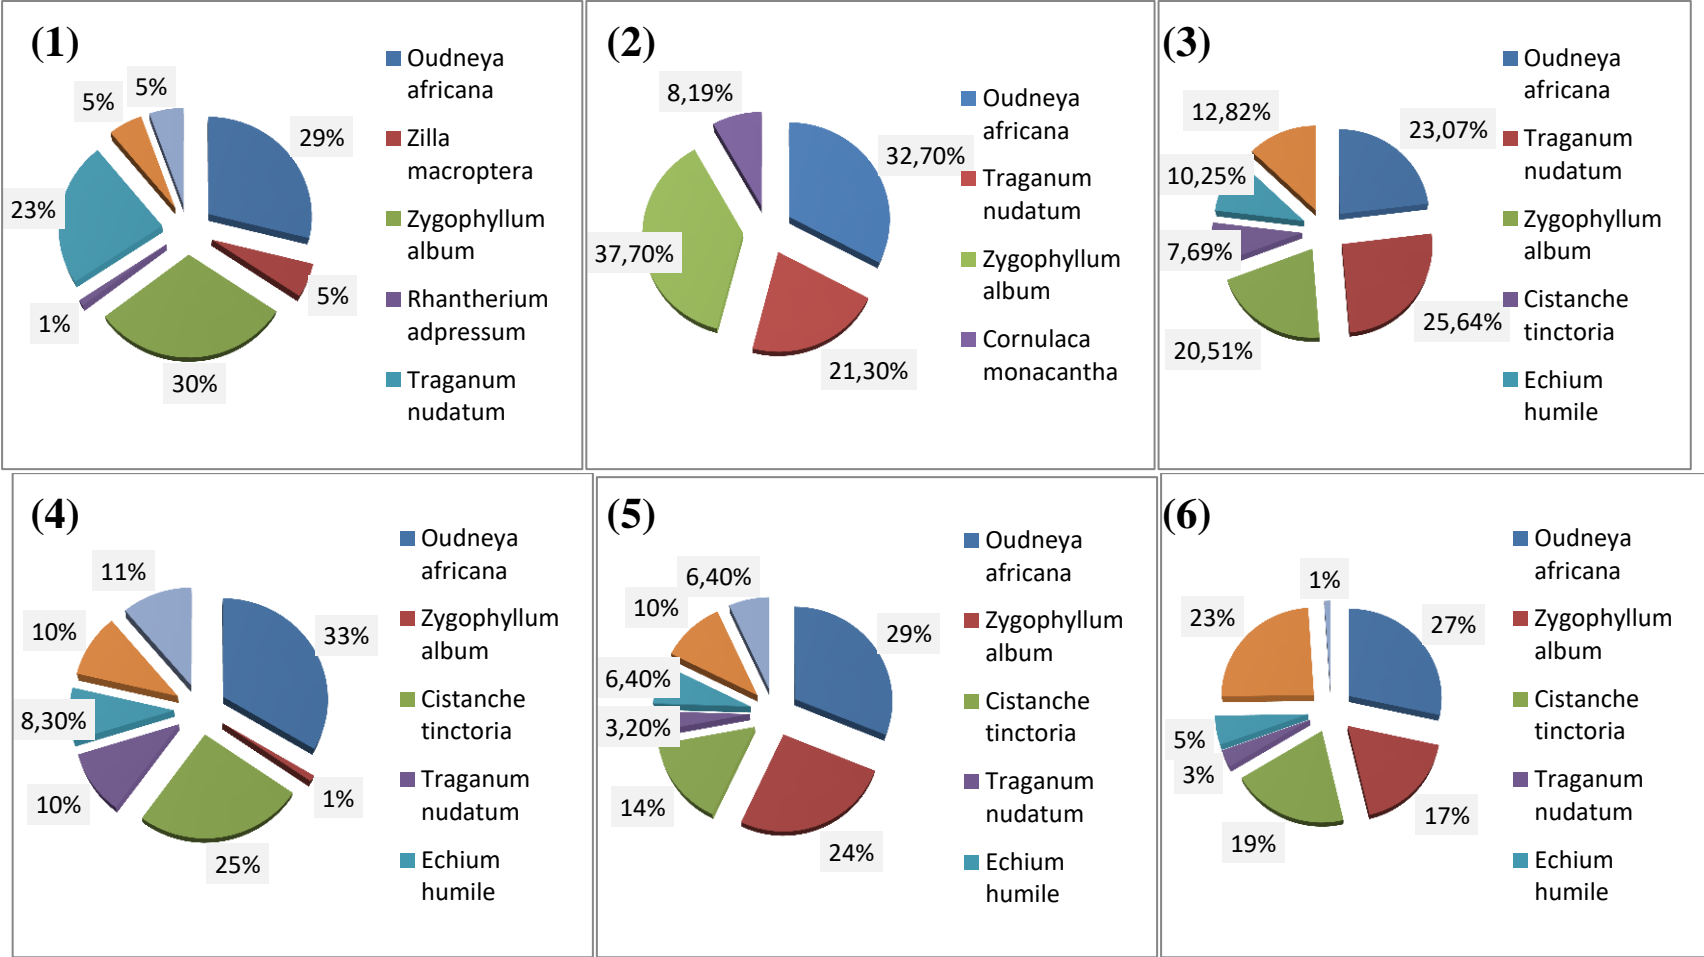 (1)
5%
5%
29%
23%
5%
1%
30%
Oudneya
africana
Zilla
macroptera
Zygophyllum
album
Rhantherium
adpressum
Traganum
nudatum
(2)
8,19%
32,70%
37,70%
21,30%
Oudneya
africana
Traganum
nudatum
Zygophyllum
album
Cornulaca
monacantha
(3)
12,82%
23,07%
10,25%
7,69%
25,64%
20,51%
Oudneya
africana
Traganum
nudatum
Zygophyllum
album
Cistanche
tinctoria
Echium
humile
(4)
11%
10%
33%
8,30%
10%
1%
25%
Oudneya
africana
Zygophyllum
album
Cistanche
tinctoria
Traganum
nudatum
Echium
humile
(5)
6,40%
10%
29%
6,40%
3,20%
14%
24%
Oudneya
africana
Zygophyllum
album
Cistanche
tinctoria
Traganum
nudatum
Echium
humile
(6)
1%
23%
27%
5%
3%
17%
19%
Oudneya
africana
Zygophyllum
album
Cistanche
tinctoria
Traganum
nudatum
Echium
humile